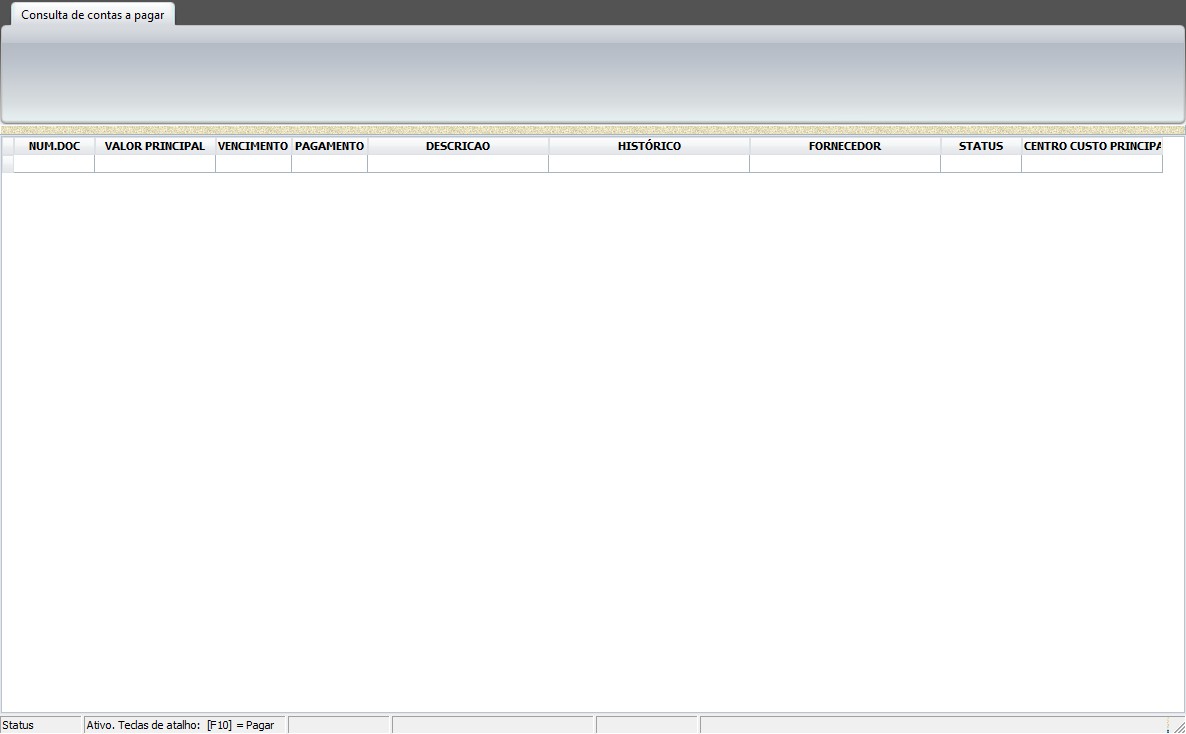 Consulta de contas a pagar
NUM.DOC VALOR PRINCIPAL VENCIMENTO PAGAMENTO DESCRICAO HISTÓRICO FORNECEDOR STATUS CENTRO CUSTO PRINCIPA
Status Ativo. Teclas de atalho: [F10] = Pagar